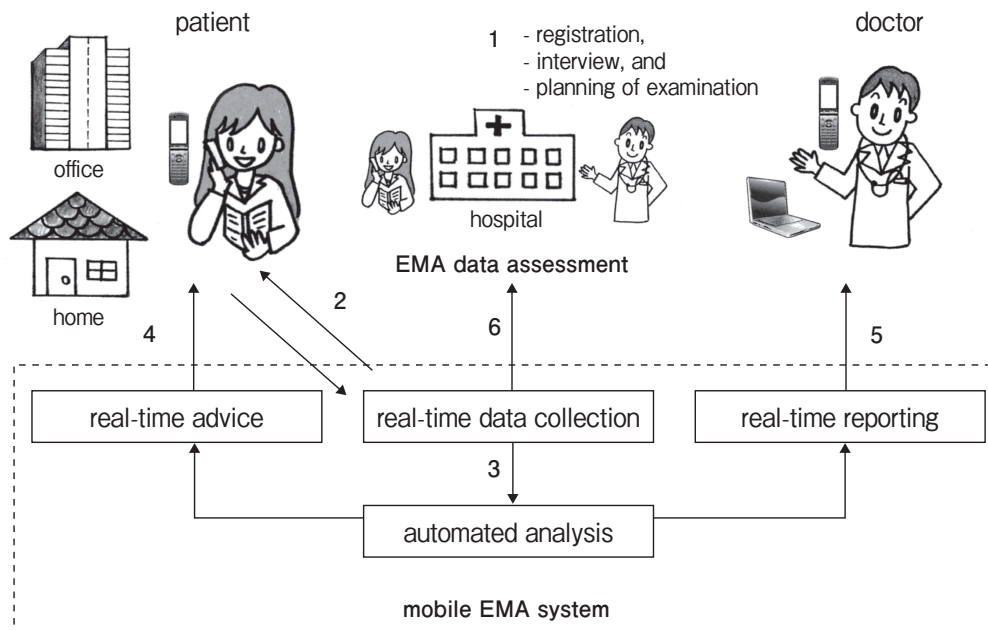 patient
1
- registration,
- interview, and
- planning of examination
doctor
office
hospital
EMA data assessment
home
4
2
6
5
real-time advice
real-time data collection
real-time reporting
3
automated analysis
mobile EMA system